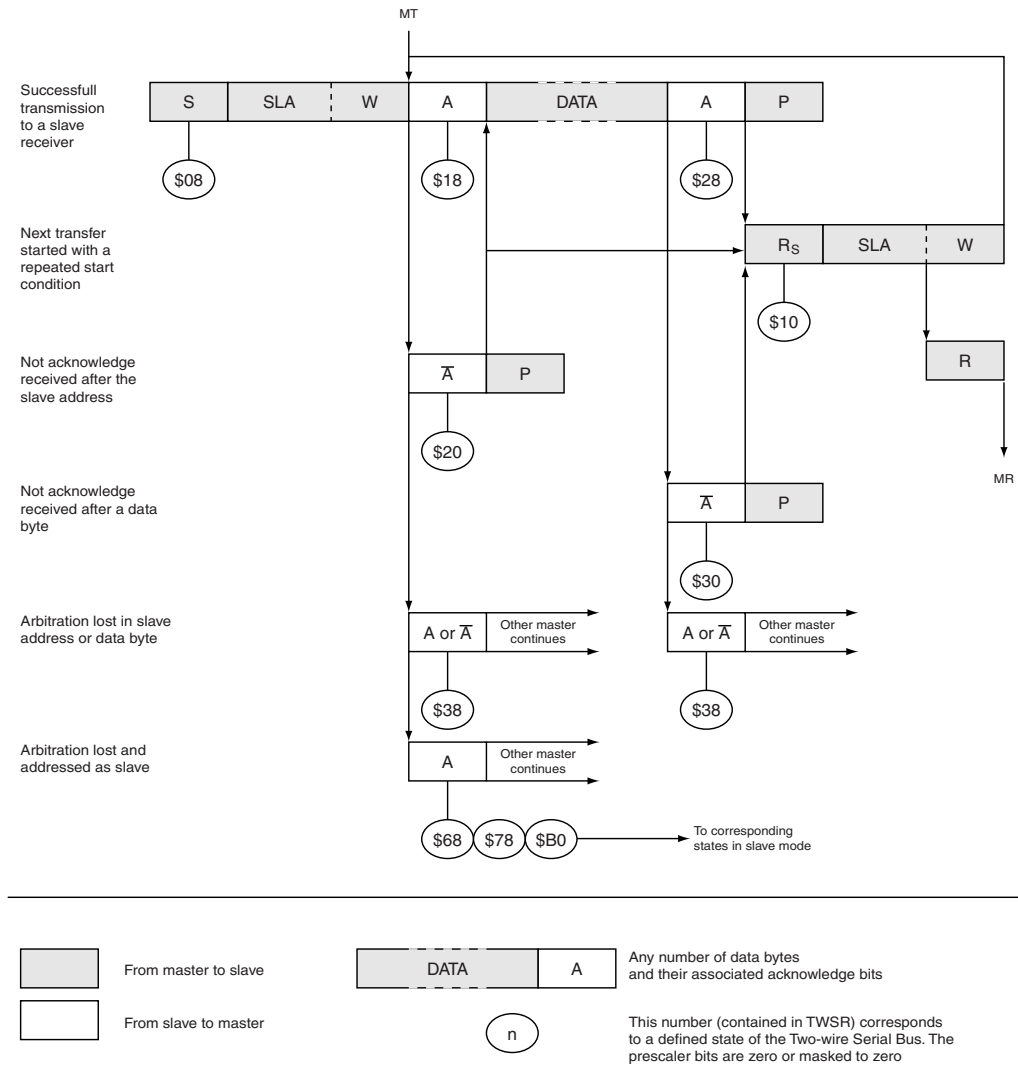 MT
Successfull
transmission
to a slave
receiver
S SLA W A DATA A P
$08 $18 $28
Next transfer
started with a
repeated start
condition
RS SLA W
$10
Not acknowledge
received after the
slave address
A̅ P
R
$20
MR
Not acknowledge
received after a data
byte
A̅ P
$30
Arbitration lost in slave
address or data byte
A or A̅
Other master
continues
A or A̅
Other master
continues
$38 $38
Arbitration lost and
addressed as slave
A
Other master
continues
$68 $78 $B0
To corresponding
states in slave mode
From master to slave
DATA A
Any number of data bytes
and their associated acknowledge bits
From slave to master
n
This number (contained in TWSR) corresponds
to a defined state of the Two-wire Serial Bus. The
prescaler bits are zero or masked to zero